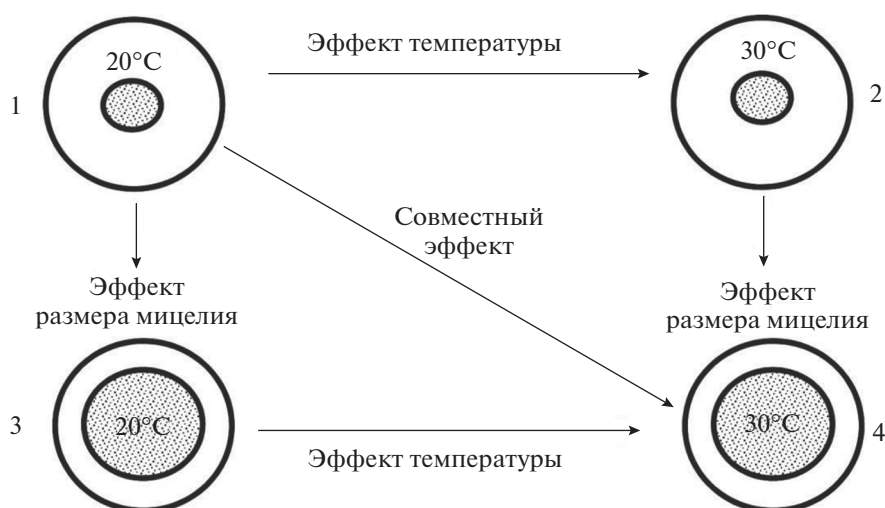 Эффект температуры
20°C
30°C
1
2
Совместный
эффект
Эффект
размера мицелия
Эффект
размера мицелия
3
20°C
30°C
4
Эффект температуры